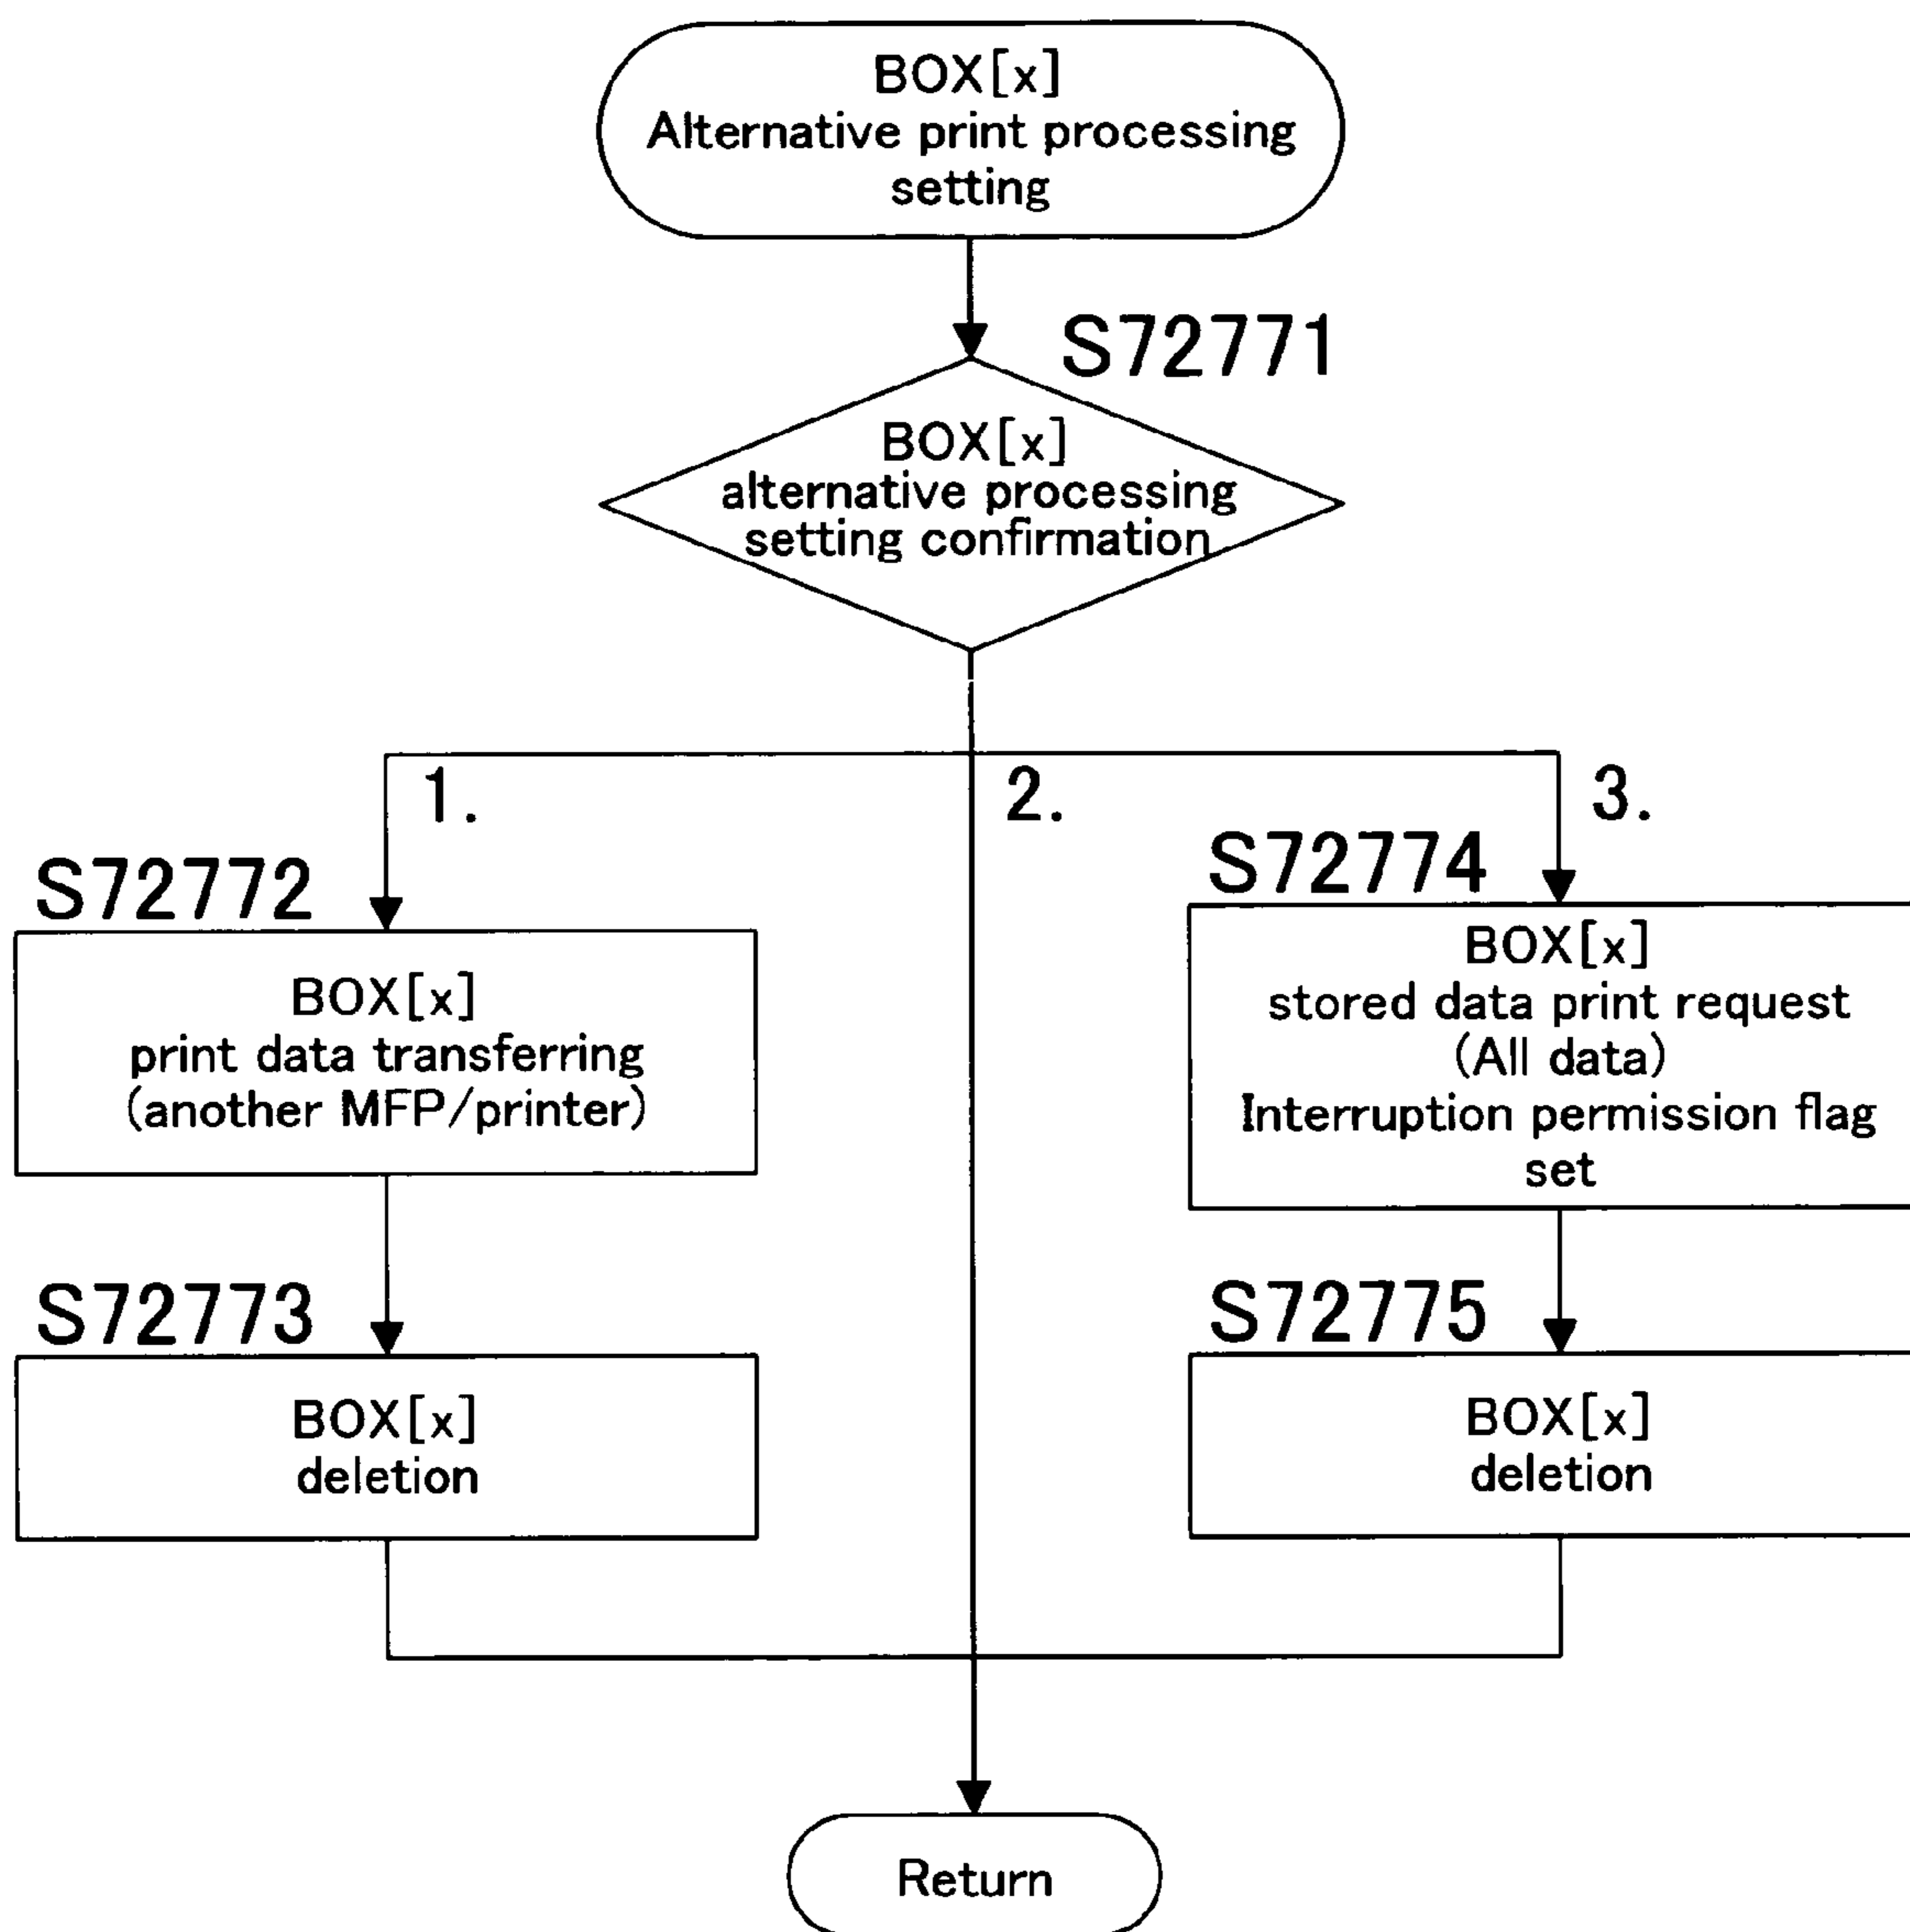 BOX[x]
Alternative print processing
setting
S72771
BOX[x]
alternative processing
setting confirmation
1.
2.
3.
S72772
BOX[x]
print data transferring
(another MFP/printer)
S72774
BOX[x]
stored data print request
(All data)
Interruption permission flag
set
S72773
BOX[x]
deletion
S72775
BOX[x]
deletion
Return